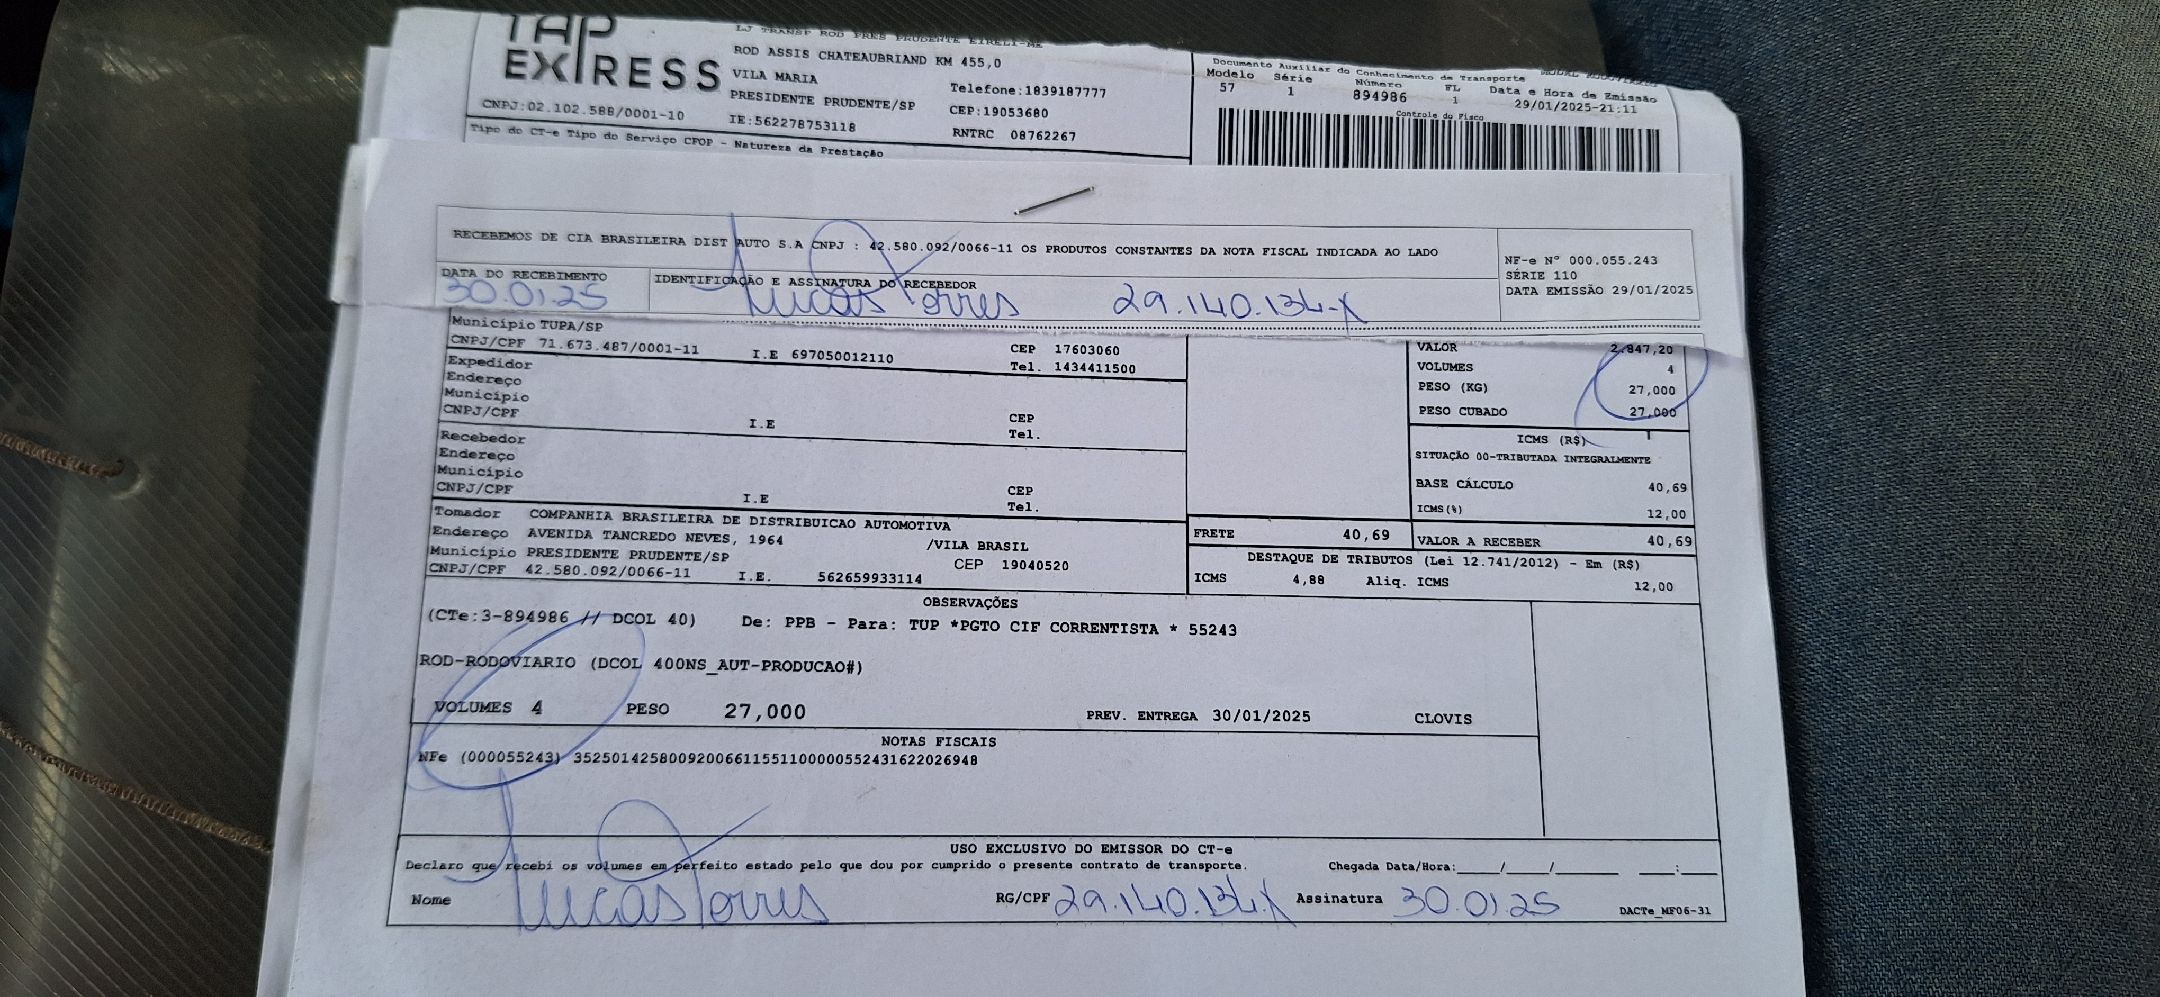 TAP
EXPRESS
CNPJ:02.102.588/0001-10
LJ TRANSP ROD PRES PRUDENTE EIRELI-ME
ROD ASSIS CHATEAUBRIAND KM 455,0
VILA MARIA
PRESIDENTE PRUDENTE/SP
IE:562278753118
Telefone:1839187777
CEP:19053680
RNTRC 08762267
Documento Auxiliar do Conhecimento de Transporte
Modelo Série Número FL Data e Hora de Emissão
57 1 894986 1 29/01/2025-21:11
Controle do Fisco
Tipo do CT-e Tipo do Serviço CFOP - Natureza da Prestação
RECEBEMOS DE CIA BRASILEIRA DIST AUTO S.A CNPJ : 42.580.092/0066-11 OS PRODUTOS CONSTANTES DA NOTA FISCAL INDICADA AO LADO
NF-e N° 000.055.243
SÉRIE 110
DATA EMISSÃO 29/01/2025
DATA DO RECEBIMENTO
30.01.25
IDENTIFICAÇÃO E ASSINATURA DO RECEBEDOR
Lucas Torres 29.140.134-X
Município TUPA/SP
CNPJ/CPF 71.673.487/0001-11 I.E 697050012110
CEP 17603060
Tel. 1434411500
Expedidor
Endereço
Município
CNPJ/CPF I.E
CEP
Tel.
Recebedor
Endereço
Município
CNPJ/CPF I.E
CEP
Tel.
Tomador COMPANHIA BRASILEIRA DE DISTRIBUICAO AUTOMOTIVA
Endereço AVENIDA TANCREDO NEVES, 1964 /VILA BRASIL
Município PRESIDENTE PRUDENTE/SP CEP 19040520
CNPJ/CPF 42.580.092/0066-11 I.E. 562659933114
VALOR 2.847,20
VOLUMES 4
PESO (KG) 27,000
PESO CUBADO 27,000
ICMS (R$)
SITUAÇÃO 00-TRIBUTADA INTEGRALMENTE
BASE CÁLCULO 40,69
ICMS(%) 12,00
FRETE 40,69 VALOR A RECEBER 40,69
DESTAQUE DE TRIBUTOS (Lei 12.741/2012) - Em (R$)
ICMS 4,88 Aliq. ICMS 12,00
OBSERVAÇÕES
(CTe:3-894986 // DCOL 40) De: PPB - Para: TUP *PGTO CIF CORRENTISTA * 55243
ROD-RODOVIARIO (DCOL 400NS_AUT-PRODUCAO#)
VOLUMES 4 PESO 27,000 PREV. ENTREGA 30/01/2025 CLOVIS
NOTAS FISCAIS
NFe (000055243) 35250142580092006611551100000552431622026948
USO EXCLUSIVO DO EMISSOR DO CT-e
Declaro que recebi os volumes em perfeito estado pelo que dou por cumprido o presente contrato de transporte. Chegada Data/Hora:____/____/______ ____:____
Nome Lucas Torres RG/CPF 29.140.134.X Assinatura 30.01.25
DACTe_MF06-31